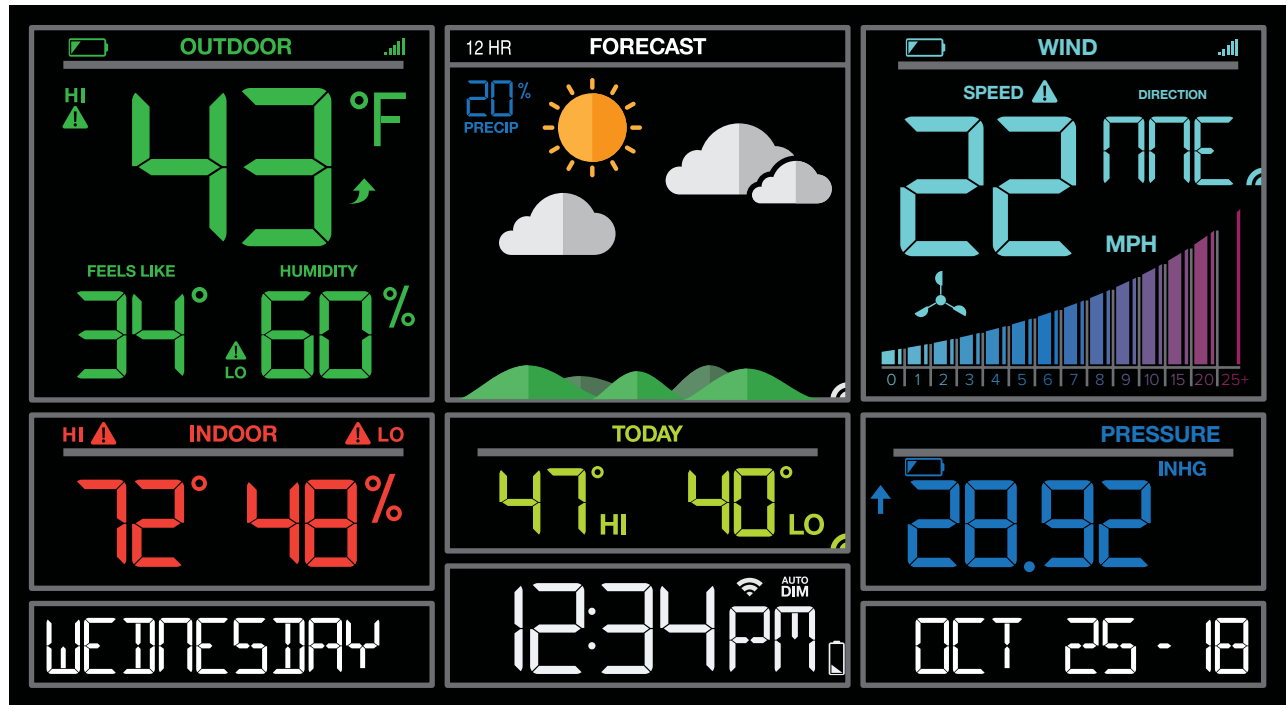 OUTDOOR
HI
43 °F
FEELS LIKE
HUMIDITY
34°
60%
LO
12 HR FORECAST
20%
PRECIP
WIND
SPEED
DIRECTION
22
NNE
MPH
0 1 2 3 4 5 6 7 8 9 10 15 20 25+
HI INDOOR LO
72° 48%
TODAY
47° HI 40° LO
PRESSURE
INHG
28.92
WEDNESDAY
12:34 PM
AUTO
DIM
OCT 25-18